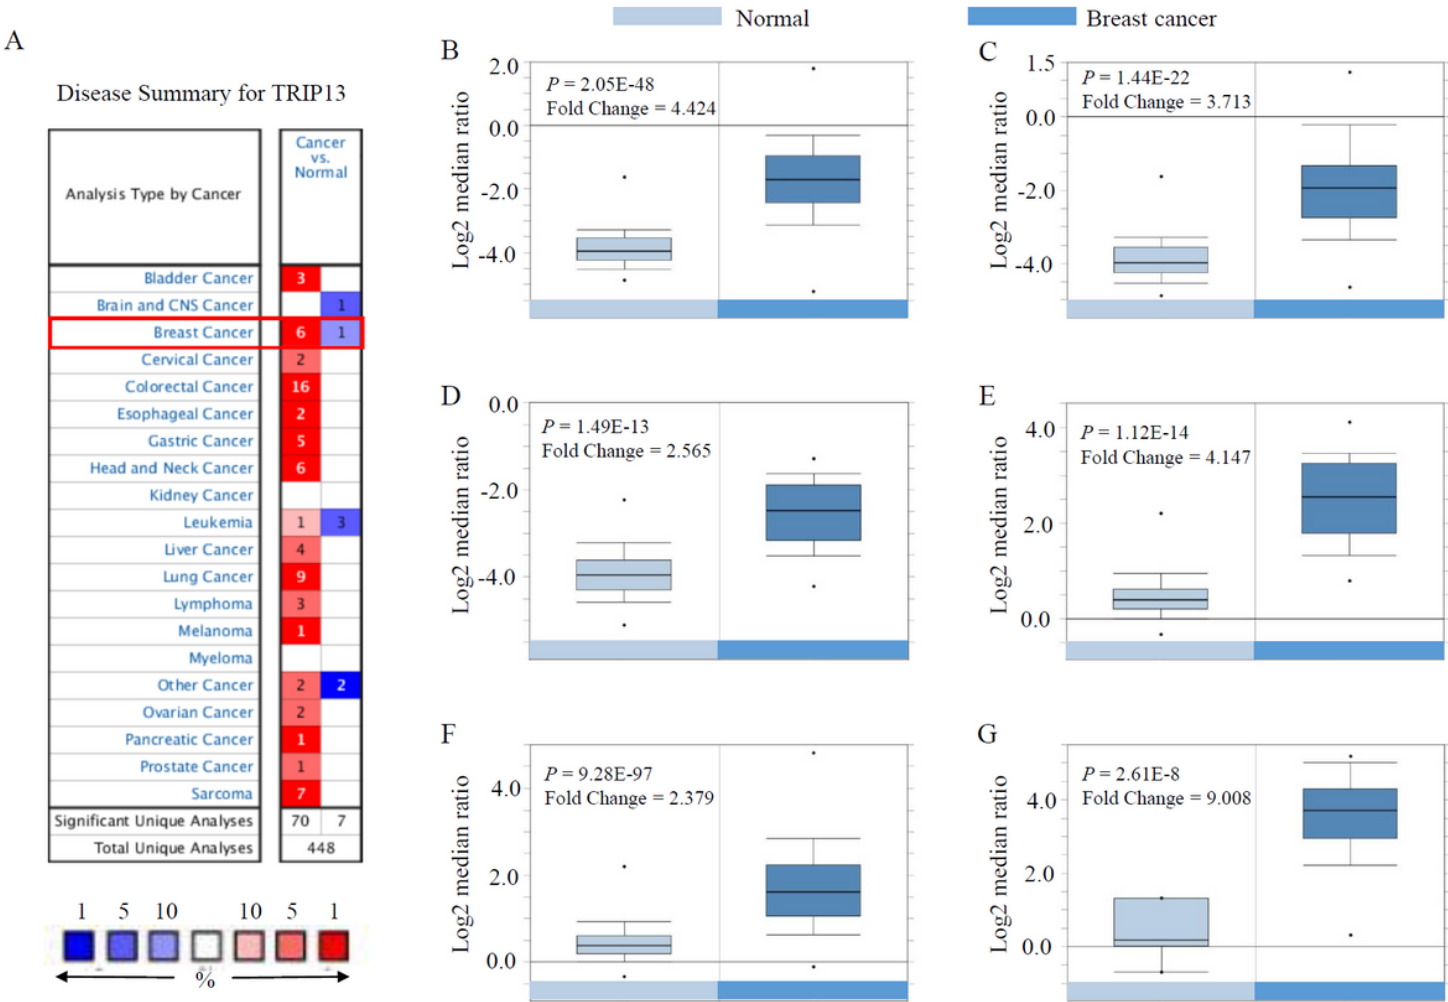 Normal
Breast cancer
A
Disease Summary for TRIP13
Analysis Type by Cancer
Cancer
vs.
Normal
Bladder Cancer 3
Brain and CNS Cancer 1
Breast Cancer 6 1
Cervical Cancer 2
Colorectal Cancer 16
Esophageal Cancer 2
Gastric Cancer 5
Head and Neck Cancer 6
Kidney Cancer
Leukemia 1 3
Liver Cancer 4
Lung Cancer 9
Lymphoma 3
Melanoma 1
Myeloma
Other Cancer 2 2
Ovarian Cancer 2
Pancreatic Cancer 1
Prostate Cancer 1
Sarcoma 7
Significant Unique Analyses 70 7
Total Unique Analyses 448
1 5 10 10 5 1
%
B
Log2 median ratio
2.0
0.0
-2.0
-4.0
P = 2.05E-48
Fold Change = 4.424
C
Log2 median ratio
1.5
0.0
-2.0
-4.0
P = 1.44E-22
Fold Change = 3.713
D
Log2 median ratio
0.0
-2.0
-4.0
P = 1.49E-13
Fold Change = 2.565
E
Log2 median ratio
4.0
2.0
0.0
P = 1.12E-14
Fold Change = 4.147
F
Log2 median ratio
4.0
2.0
0.0
P = 9.28E-97
Fold Change = 2.379
G
Log2 median ratio
4.0
2.0
0.0
P = 2.61E-8
Fold Change = 9.008